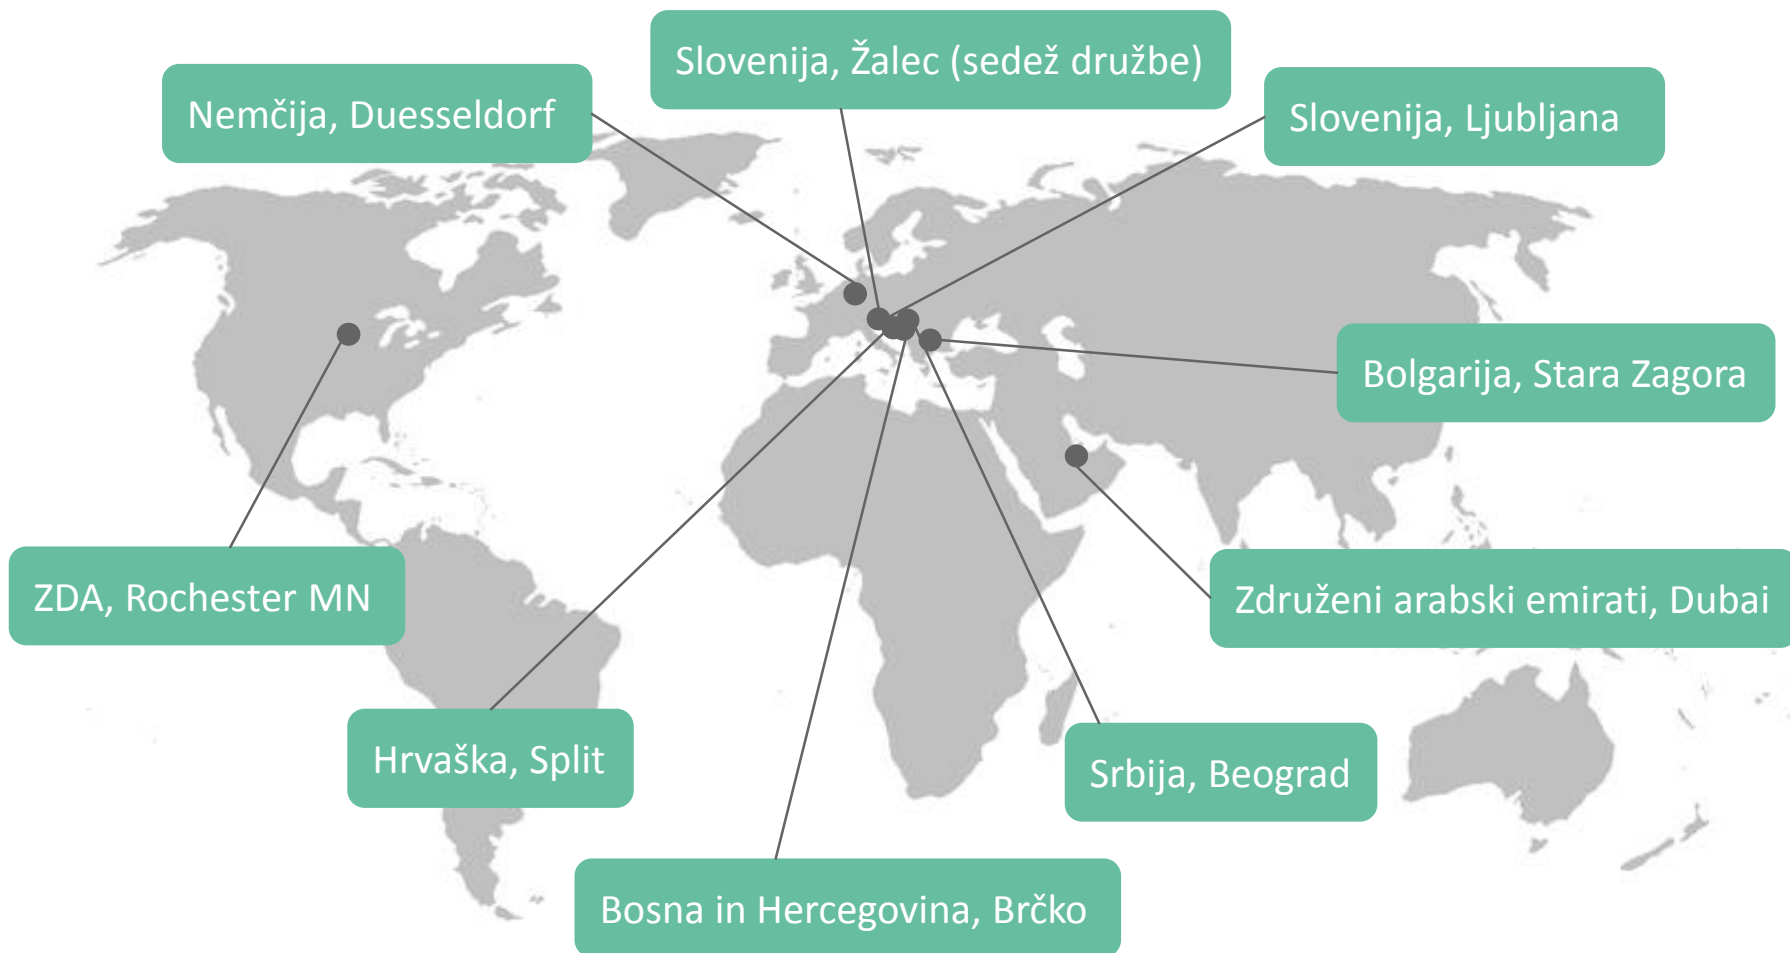 Slovenija, Žalec (sedež družbe)
Nemčija, Duesseldorf
Slovenija, Ljubljana
Bolgarija, Stara Zagora
ZDA, Rochester MN
Združeni arabski emirati, Dubai
Hrvaška, Split
Srbija, Beograd
Bosna in Hercegovina, Brčko